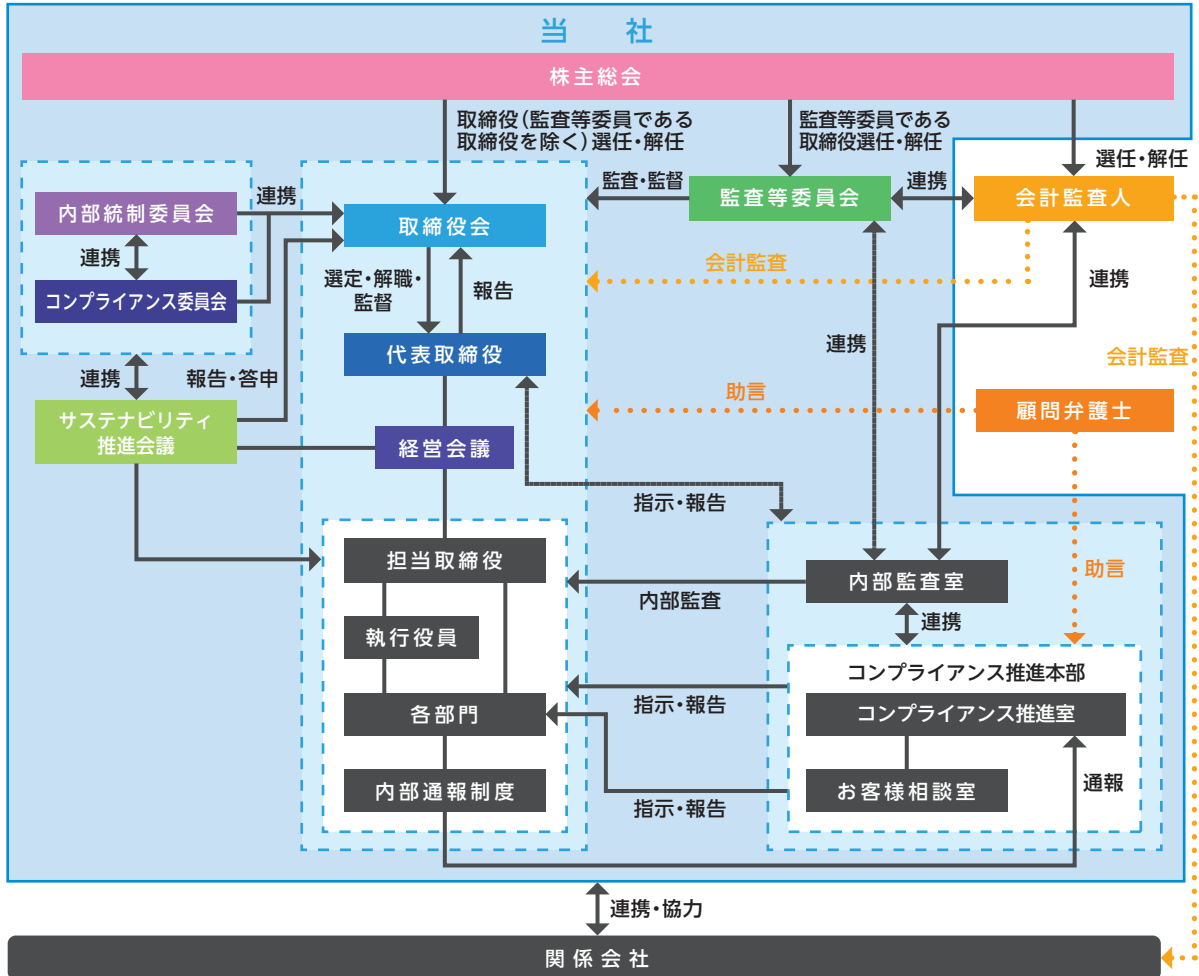 当 社
株主総会
取締役(監査等委員である
取締役を除く)選任・解任
監査等委員である
取締役選任・解任
選任・解任
内部統制委員会
連携
コンプライアンス委員会
連携
取締役会
監査・監督
監査等委員会
連携
会計監査人
選定・解職・
監督
報告
会計監査
連携
代表取締役
連携
会計監査
連携
報告・答申
サステナビリティ
推進会議
経営会議
助言
顧問弁護士
指示・報告
担当取締役
内部監査
内部監査室
助言
執行役員
連携
コンプライアンス推進本部
各部門
指示・報告
コンプライアンス推進室
内部通報制度
指示・報告
お客様相談室
通報
連携・協力
関係会社